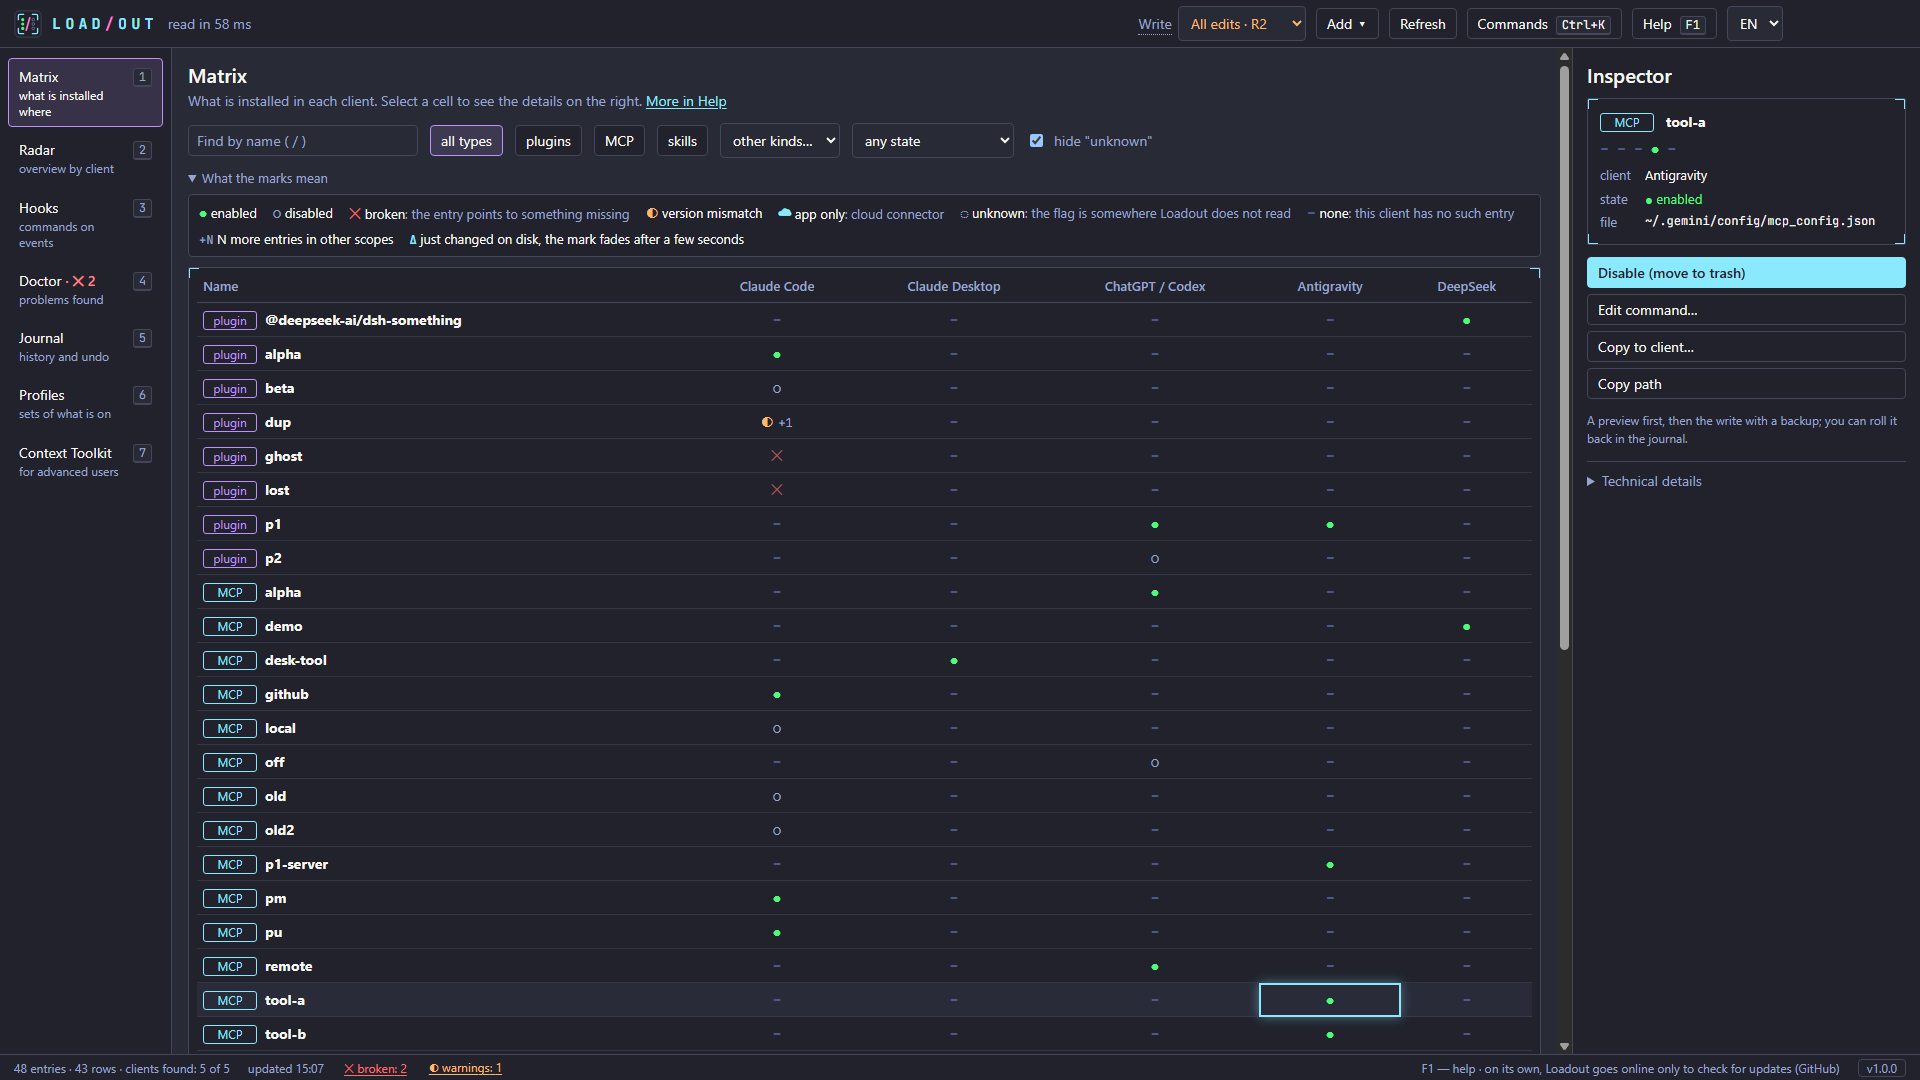 LOAD/OUT read in 58 ms Write All edits · R2 Add ▾ Refresh Commands Ctrl+K Help F1 EN
Matrix 1
what is installed
where
Radar 2
overview by client
Hooks 3
commands on
events
Doctor · ✕ 2 4
problems found
Journal 5
history and undo
Profiles 6
sets of what is on
Context Toolkit 7
for advanced users
Matrix
What is installed in each client. Select a cell to see the details on the right. More in Help
Find by name ( / ) all types plugins MCP skills other kinds... any state hide "unknown"
▼ What the marks mean
● enabled ○ disabled ✕ broken: the entry points to something missing ◐ version mismatch ☁ app only: cloud connector ◌ unknown: the flag is somewhere Loadout does not read – none: this client has no such entry
+N N more entries in other scopes Δ just changed on disk, the mark fades after a few seconds
Name Claude Code Claude Desktop ChatGPT / Codex Antigravity DeepSeek
plugin @deepseek-ai/dsh-something – – – – ●
plugin alpha ● – – – –
plugin beta ○ – – – –
plugin dup ◐ +1 – – – –
plugin ghost ✕ – – – –
plugin lost ✕ – – – –
plugin p1 – – ● ● –
plugin p2 – – ○ – –
MCP alpha – – ● – –
MCP demo – – – – ●
MCP desk-tool – ● – – –
MCP github ● – – – –
MCP local ○ – – – –
MCP off – – ○ – –
MCP old ○ – – – –
MCP old2 ○ – – – –
MCP p1-server – – – ● –
MCP pm ● – – – –
MCP pu ● – – – –
MCP remote – – ● – –
MCP tool-a – – – ● –
MCP tool-b – – – ● –
Inspector
MCP tool-a
– – – ● –
client Antigravity
state ● enabled
file ~/.gemini/config/mcp_config.json
Disable (move to trash)
Edit command...
Copy to client...
Copy path
A preview first, then the write with a backup; you can roll it
back in the journal.
▶ Technical details
48 entries · 43 rows · clients found: 5 of 5 updated 15:07 ✕ broken: 2 ◐ warnings: 1 F1 — help · on its own, Loadout goes online only to check for updates (GitHub) v1.0.0